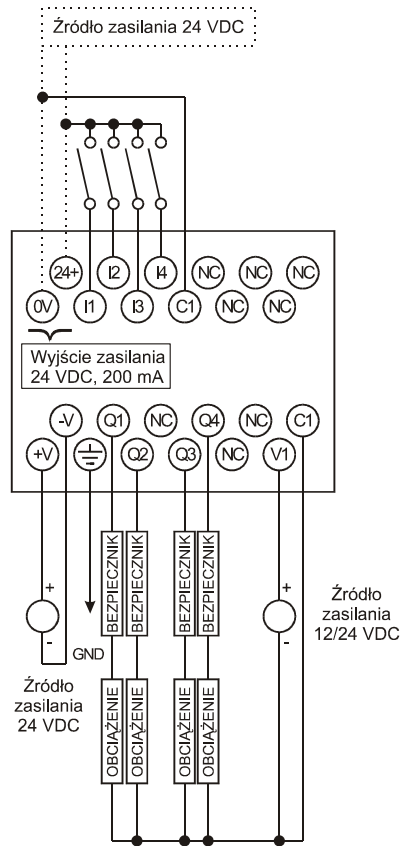 Źródło zasilania 24 VDC
24+ I2 I4 NC NC NC
0V I1 I3 C1 NC NC
Wyjście zasilania
24 VDC, 200 mA
-V Q1 NC Q4 NC C1
+V Q2 Q3 NC V1
BEZPIECZNIK
BEZPIECZNIK
BEZPIECZNIK
BEZPIECZNIK
+
-
GND
Źródło
zasilania
24 VDC
+
-
Źródło
zasilania
12/24 VDC
OBCIĄŻENIE
OBCIĄŻENIE
OBCIĄŻENIE
OBCIĄŻENIE